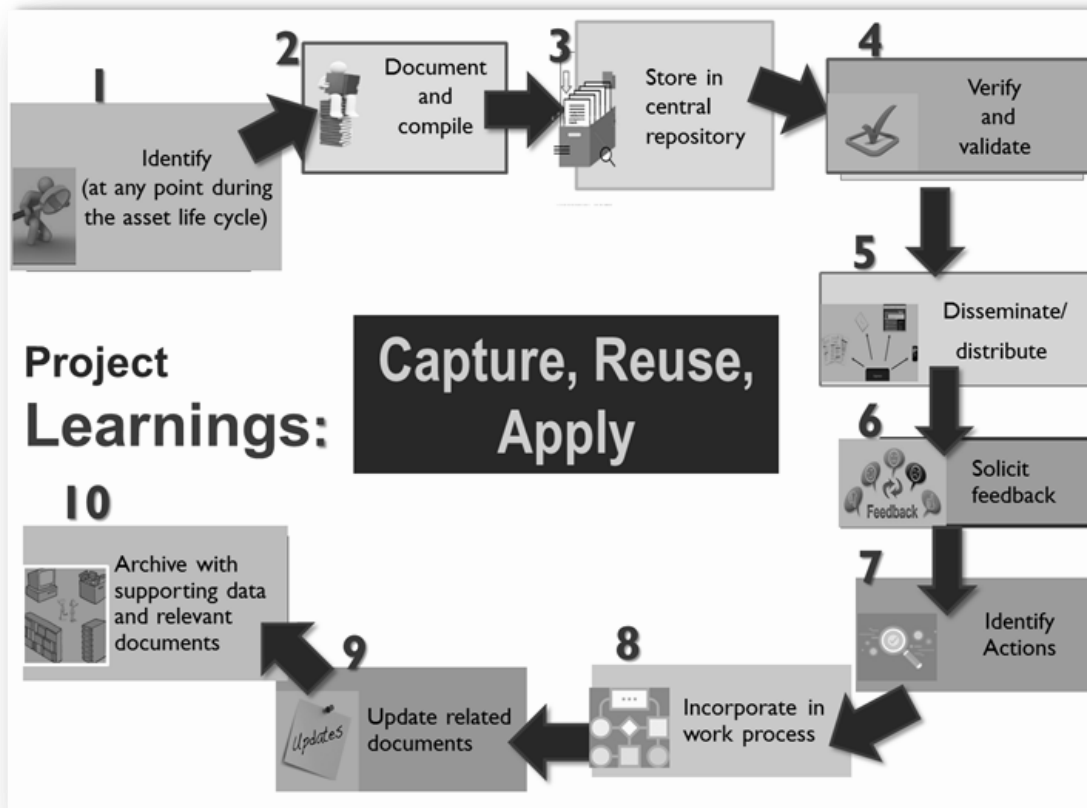 1
Identify
(at any point during
the asset life cycle)
2
Document
and
compile
3
Store in
central
repository
4
Verify
and
validate
5
Disseminate/
distribute
6
Feedback
Solicit
feedback
7
Identify
Actions
8
Incorporate in
work process
9
Updates
Update related
documents
10
Archive with
supporting data
and relevant
documents
Project
Learnings:
Capture, Reuse,
Apply